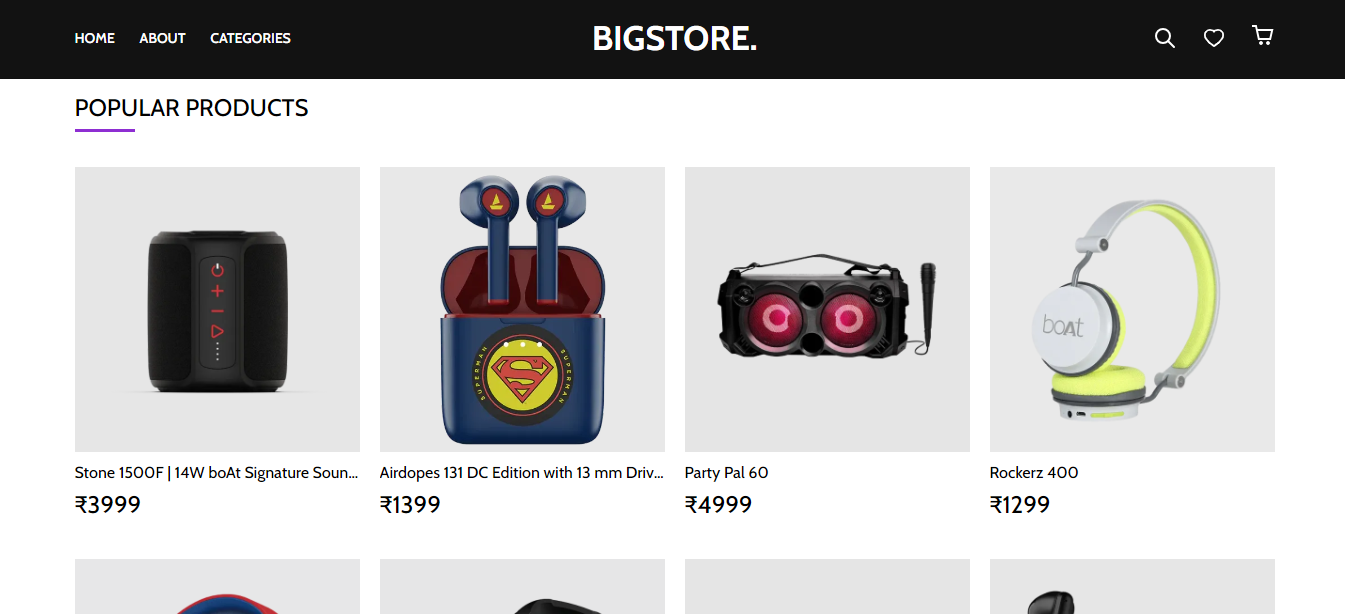 HOME ABOUT CATEGORIES BIGSTORE.
POPULAR PRODUCTS
SUPERMAN SUPERMAN
S
boAt
Stone 1500F | 14W boAt Signature Soun... Airdopes 131 DC Edition with 13 mm Driv... Party Pal 60 Rockerz 400
₹3999 ₹1399 ₹4999 ₹1299